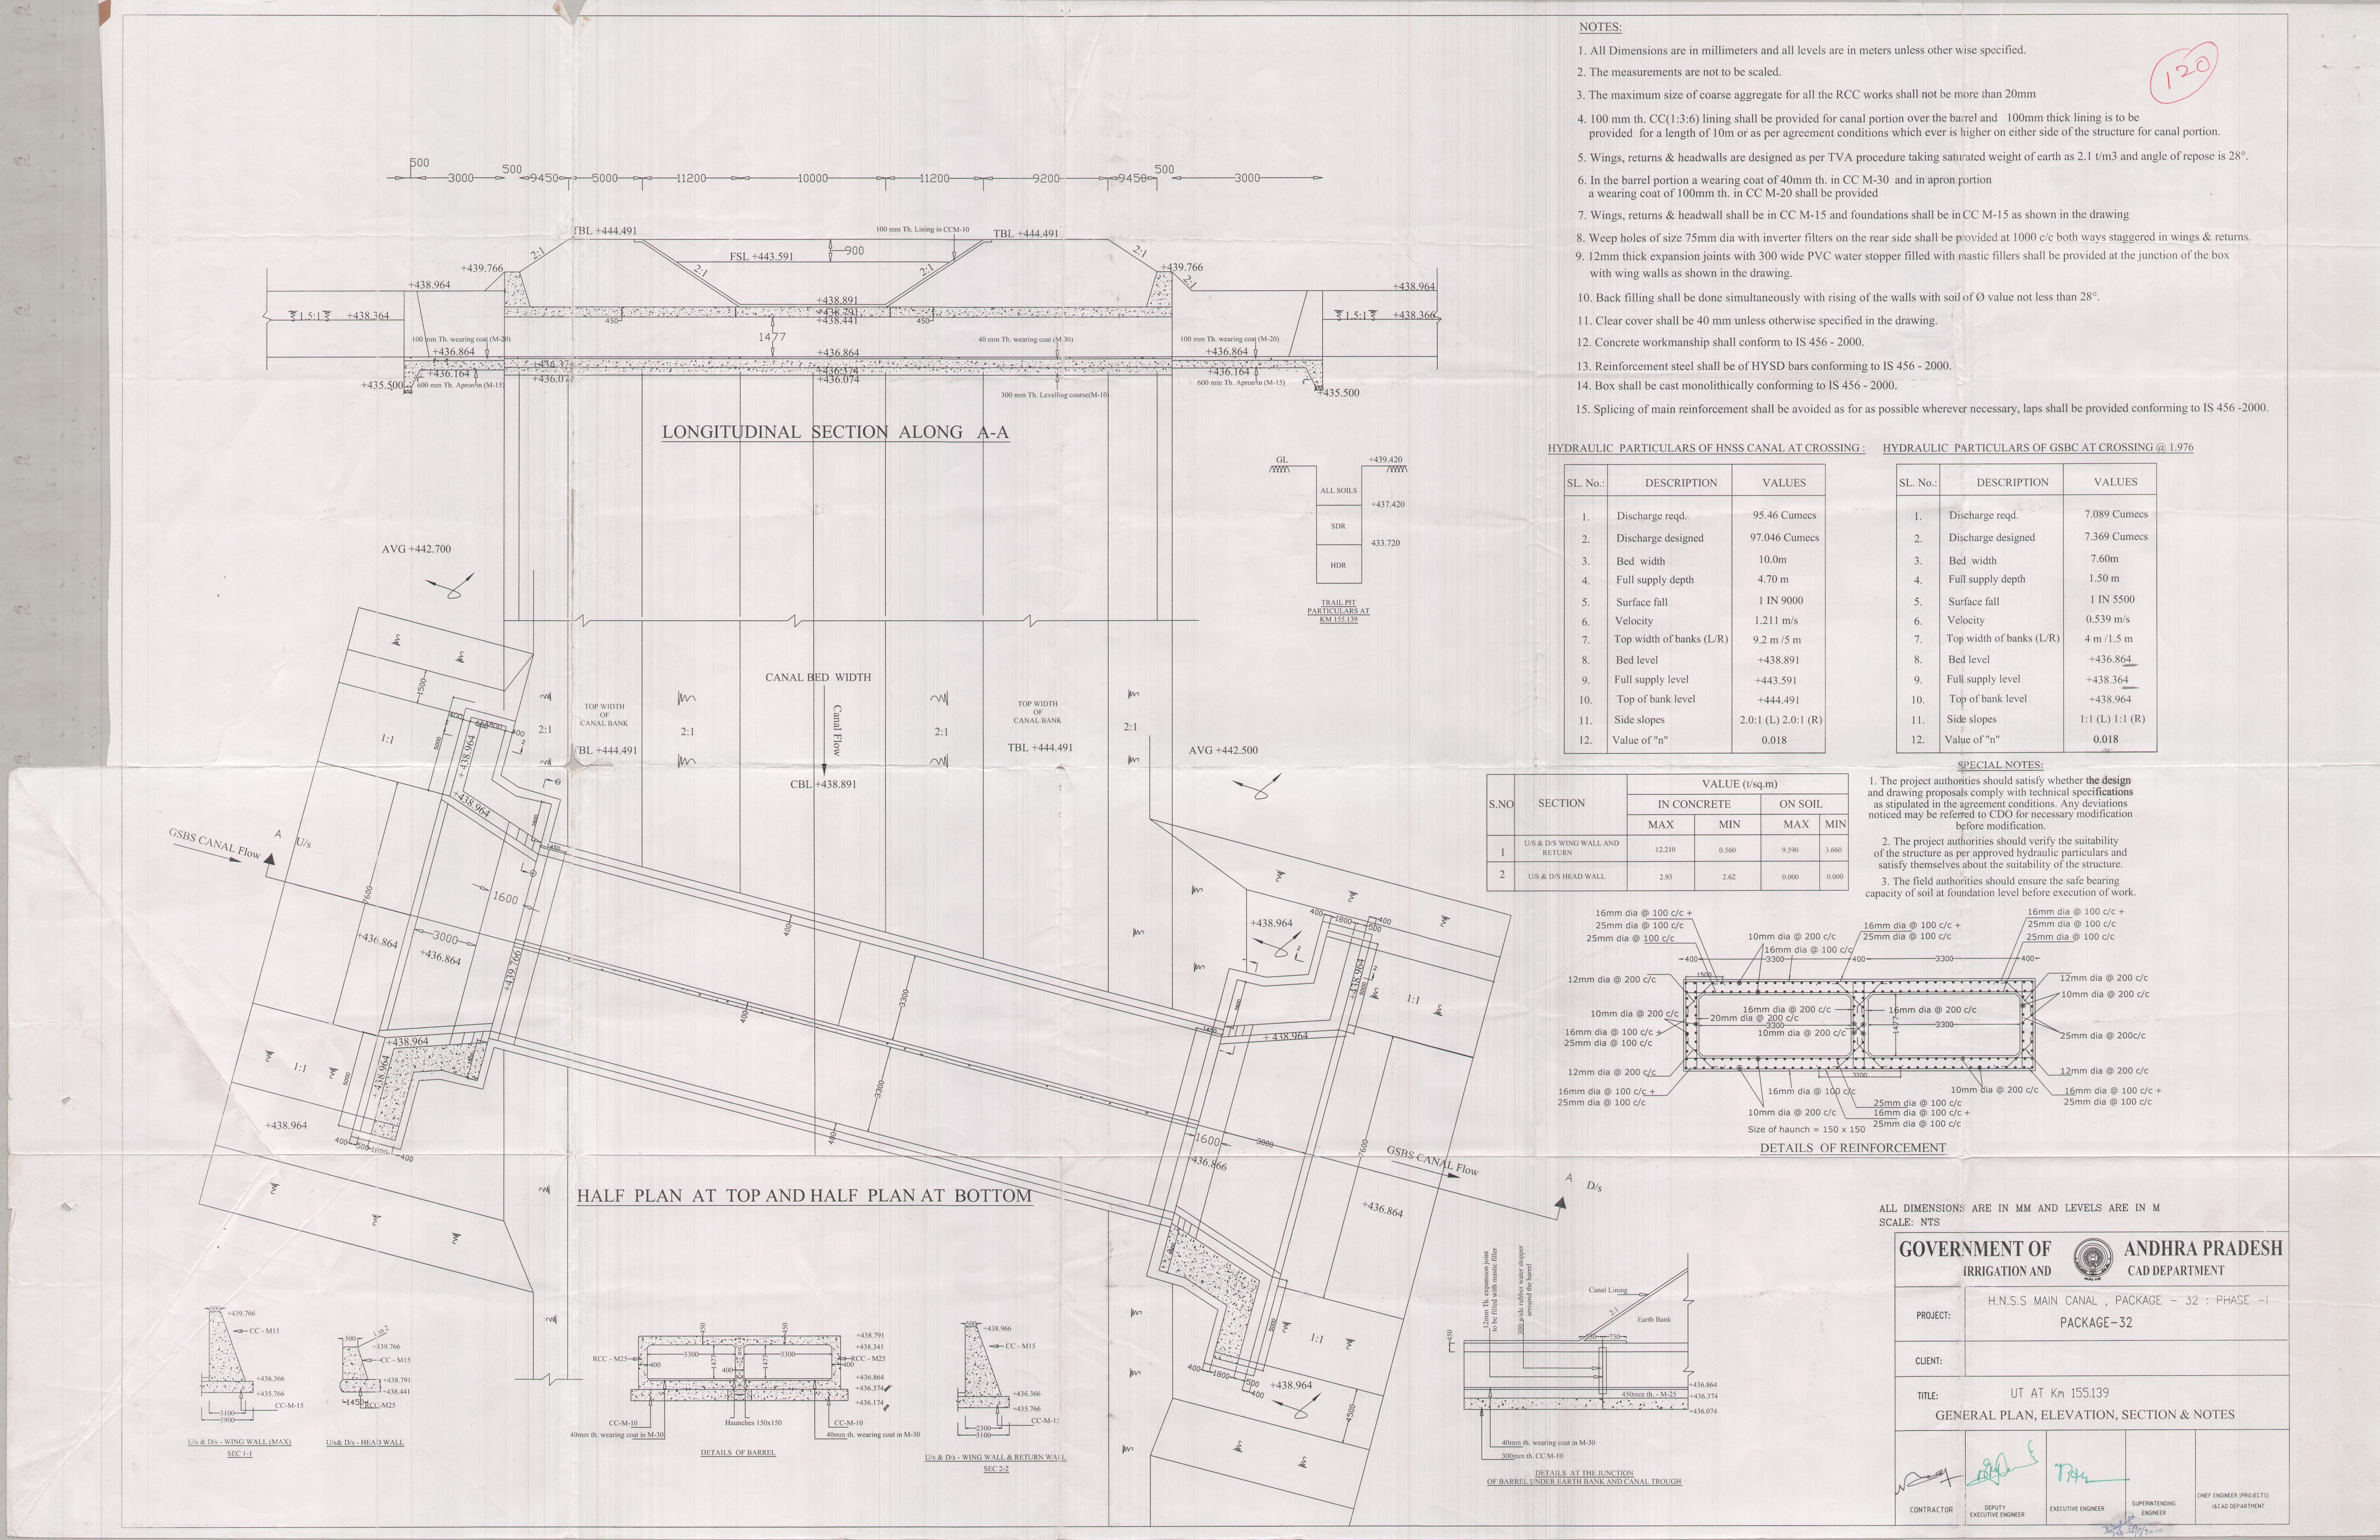 NOTES:
1. All Dimensions are in millimeters and all levels are in meters unless other wise specified.
2. The measurements are not to be scaled.
3. The maximum size of coarse aggregate for all the RCC works shall not be more than 20mm
4. 100 mm th. CC(1:3:6) lining shall be provided for canal portion over the barrel and 100mm thick lining is to be
provided for a length of 10m or as per agreement conditions which ever is higher on either side of the structure for canal portion.
5. Wings, returns & headwalls are designed as per TVA procedure taking saturated weight of earth as 2.1 t/m3 and angle of repose is 28°.
6. In the barrel portion a wearing coat of 40mm th. in CC M-30 and in apron portion
a wearing coat of 100mm th. in CC M-20 shall be provided
7. Wings, returns & headwall shall be in CC M-15 and foundations shall be in CC M-15 as shown in the drawing
8. Weep holes of size 75mm dia with inverter filters on the rear side shall be provided at 1000 c/c both ways staggered in wings & returns.
9. 12mm thick expansion joints with 300 wide PVC water stopper filled with mastic fillers shall be provided at the junction of the box
with wing walls as shown in the drawing.
10. Back filling shall be done simultaneously with rising of the walls with soil of Ø value not less than 28°.
11. Clear cover shall be 40 mm unless otherwise specified in the drawing.
12. Concrete workmanship shall conform to IS 456 - 2000.
13. Reinforcement steel shall be of HYSD bars conforming to IS 456 - 2000.
14. Box shall be cast monolithically conforming to IS 456 - 2000.
15. Splicing of main reinforcement shall be avoided as for as possible wherever necessary, laps shall be provided conforming to IS 456 -2000.
120
500 3000 500 9450 5000 11200 10000 11200 9200 9450 500 3000
TBL +444.491
100 mm Th. Lining in CCM-10
TBL +444.491
900
FSL +443.591
2:1 2:1 2:1 2:1 2:1
+439.766
+439.766
+438.964
+438.964
1.5:1 +438.364
1.5:1 +438.366
+438.891
+438.791
+438.441
450 450
1477
100 mm Th. wearing coat (M-20)
40 mm Th. wearing coat (M 30)
100 mm Th. wearing coat (M-20)
+436.864
+436.864
+436.864
+436.164
+436.074
+436.164
+435.500
600 mm Th. Apron in (M-15)
600 mm Th. Apron in (M-15)
+435.500
300 mm Th. Levelling course(M-10)
LONGITUDINAL SECTION ALONG A-A
GL +439.420
ALL SOILS
+437.420
SDR
433.720
HDR
TRAIL PIT
PARTICULARS AT
KM 155.139
HYDRAULIC PARTICULARS OF HNSS CANAL AT CROSSING :
SL. No.: DESCRIPTION VALUES
1. Discharge reqd. 95.46 Cumecs
2. Discharge designed 97.046 Cumecs
3. Bed width 10.0m
4. Full supply depth 4.70 m
5. Surface fall 1 IN 9000
6. Velocity 1.211 m/s
7. Top width of banks (L/R) 9.2 m /5 m
8. Bed level +438.891
9. Full supply level +443.591
10. Top of bank level +444.491
11. Side slopes 2.0:1 (L) 2.0:1 (R)
12. Value of "n" 0.018
HYDRAULIC PARTICULARS OF GSBC AT CROSSING @ 1.976
SL. No.: DESCRIPTION VALUES
1. Discharge reqd. 7.089 Cumecs
2. Discharge designed 7.369 Cumecs
3. Bed width 7.60m
4. Full supply depth 1.50 m
5. Surface fall 1 IN 5500
6. Velocity 0.539 m/s
7. Top width of banks (L/R) 4 m /1.5 m
8. Bed level +436.864
9. Full supply level +438.364
10. Top of bank level +438.964
11. Side slopes 1:1 (L) 1:1 (R)
12. Value of "n" 0.018
S.NO SECTION VALUE (t/sq.m)
IN CONCRETE ON SOIL
MAX MIN MAX MIN
1 U/S & D/S WING WALL AND RETURN 12.210 0.560 9.590 3.660
2 U/S & D/S HEAD WALL 2.93 2.62 0.000 0.000
SPECIAL NOTES:
1. The project authorities should satisfy whether the design
and drawing proposals comply with technical specifications
as stipulated in the agreement conditions. Any deviations
noticed may be referred to CDO for necessary modification
before modification.
2. The project authorities should verify the suitability
of the structure as per approved hydraulic particulars and
satisfy themselves about the suitability of the structure.
3. The field authorities should ensure the safe bearing
capacity of soil at foundation level before execution of work.
AVG +442.700
CANAL BED WIDTH
TOP WIDTH
OF
CANAL BANK
TBL +444.491
2:1 2:1 2:1 2:1
Canal Flow
CBL +438.891
TOP WIDTH
OF
CANAL BANK
TBL +444.491
AVG +442.500
GSBS CANAL Flow
A U/s
1500
1:1
400
5000
+438.964
+438.964
1450
7600
1600
3000
+436.864
+436.864
+439.766
400
3300
400
3300
400
+438.964
+438.964
1:1
5000
+438.964
400 500 1800 400
+438.964
400 1800 400
500
+438.964
5000
1:1
1450
+438.964
1600
3000
+436.866
7600
GSBS CANAL Flow
A D/s
+436.864
1:1
5000
400 1800 500 400
+438.964
4500
HALF PLAN AT TOP AND HALF PLAN AT BOTTOM
16mm dia @ 100 c/c +
25mm dia @ 100 c/c
25mm dia @ 100 c/c
10mm dia @ 200 c/c
16mm dia @ 100 c/c
16mm dia @ 100 c/c +
25mm dia @ 100 c/c
16mm dia @ 100 c/c +
25mm dia @ 100 c/c
25mm dia @ 100 c/c
400 3300 400 3300 400
1500
12mm dia @ 200 c/c
12mm dia @ 200 c/c
10mm dia @ 200 c/c
10mm dia @ 200 c/c
16mm dia @ 200 c/c
20mm dia @ 200 c/c
16mm dia @ 200 c/c
3300
1477
3300
10mm dia @ 200 c/c
16mm dia @ 100 c/c +
25mm dia @ 100 c/c
25mm dia @ 200c/c
12mm dia @ 200 c/c
12mm dia @ 200 c/c
3200
16mm dia @ 100 c/c +
25mm dia @ 100 c/c
16mm dia @ 100 c/c
10mm dia @ 200 c/c
16mm dia @ 100 c/c +
25mm dia @ 100 c/c
10mm dia @ 200 c/c
25mm dia @ 100 c/c
16mm dia @ 100 c/c +
25mm dia @ 100 c/c
Size of haunch = 150 x 150
DETAILS OF REINFORCEMENT
500
+439.766
CC - M15
+436.366
+435.766
CC-M-15
3100
3900
U/s & D/s - WING WALL (MAX)
SEC 1-1
500
1 in 2
+439.766
CC - M15
+438.791
+438.441
1450
RCC-M25
U/s& D/s - HEAD WALL
450 450
+438.791
+438.341
RCC - M25
3300 1477 1477 3300
RCC - M25
400 400 400
+436.864
+436.374
+436.174
CC-M-10
Haunches 150x150
CC-M-10
40mm th. wearing coat in M-30
40mm th. wearing coat in M-30
DETAILS OF BARREL
500
+438.966
CC - M15
+436.366
+435.766
CC-M-15
2300
3100
U/s & D/s - WING WALL & RETURN WALL
SEC 2-2
12mm Th. expansion joint
to be filled with mastic filler
300 wide rubber water stopper
around the barrel
Canal Lining
2:1
Earth Bank
450
750 750
450mm th. - M-25
+436.864
+436.374
+436.074
40mm th. wearing coat in M-30
300mm th. CC M-10
DETAILS AT THE JUNCTION
OF BARREL UNDER EARTH BANK AND CANAL TROUGH
ALL DIMENSIONS ARE IN MM AND LEVELS ARE IN M
SCALE: NTS
GOVERNMENT OF ANDHRA PRADESH
IRRIGATION AND CAD DEPARTMENT
PROJECT: H.N.S.S MAIN CANAL , PACKAGE - 32 : PHASE -I
PACKAGE-32
CLIENT:
TITLE: UT AT Km 155.139
GENERAL PLAN, ELEVATION, SECTION & NOTES
CONTRACTOR
DEPUTY
EXECUTIVE ENGINEER
EXECUTIVE ENGINEER
SUPERINTENDING
ENGINEER
CHIEF ENGINEER (PROJECTS)
I&CAD DEPARTMENT